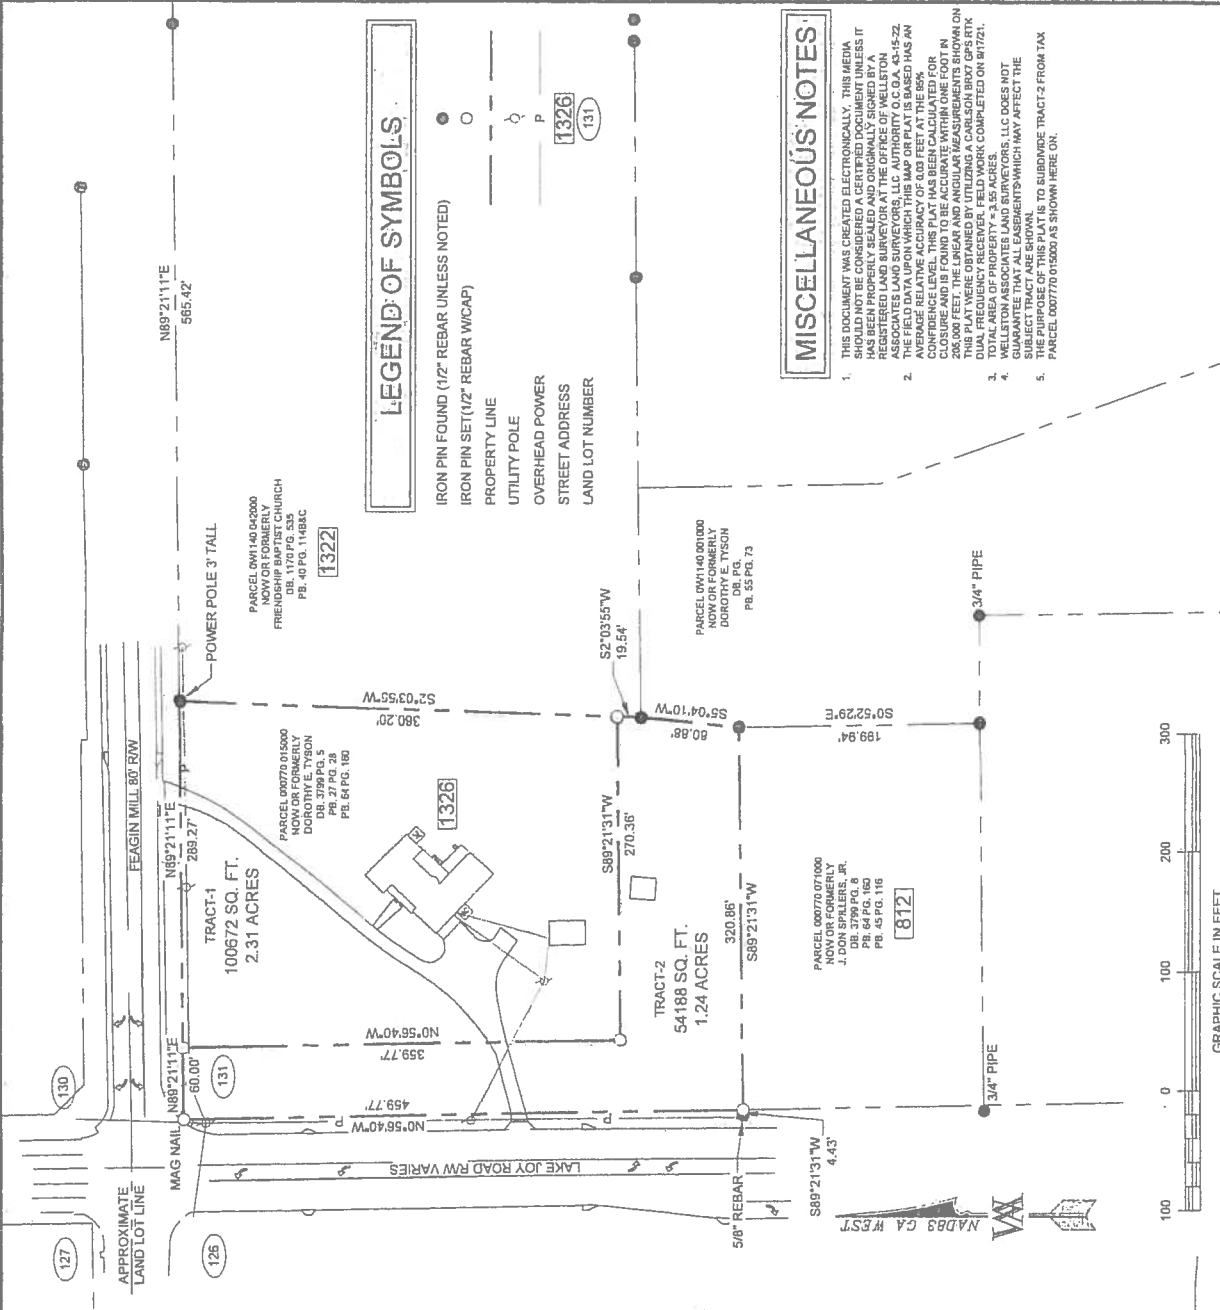 N89°21'11"E
565.42'
LEGEND OF SYMBOLS
IRON PIN FOUND (1/2" REBAR UNLESS NOTED)
IRON PIN SET(1/2" REBAR W/CAP)
PROPERTY LINE
UTILITY POLE
OVERHEAD POWER
P
STREET ADDRESS
1326
LAND LOT NUMBER
131
MISCELLANEOUS NOTES:
1. THIS DOCUMENT WAS CREATED ELECTRONICALLY, THIS MEDIA
SHOULD NOT BE CONSIDERED A CERTIFIED DOCUMENT UNLESS IT
HAS BEEN PROPERLY SEALED AND ORIGINALLY SIGNED BY A
REGISTERED LAND SURVEYOR AT THE OFFICE OF WELLSTON
ASSOCIATES LAND SURVEYORS, LLC. AUTHORITY O.C.G.A. 43-15-22.
2. THE FIELD DATA UPON WHICH THIS MAP OR PLAT IS BASED HAS AN
AVERAGE RELATIVE ACCURACY OF 0.03 FEET AT THE 95%
CONFIDENCE LEVEL. THIS PLAT HAS BEEN CALCULATED FOR
CLOSURE AND IS FOUND TO BE ACCURATE WITHIN ONE FOOT IN
205,000 FEET. THE LINEAR AND ANGULAR MEASUREMENTS SHOWN ON
THIS PLAT WERE OBTAINED BY UTILIZING A CARLSON BRX7 GPS RTK
DUAL FREQUENCY RECEIVER. FIELD WORK COMPLETED ON 9/17/21.
3. TOTAL AREA OF PROPERTY = 3.55 ACRES.
4. WELLSTON ASSOCIATES LAND SURVEYORS, LLC DOES NOT
GUARANTEE THAT ALL EASEMENTS WHICH MAY AFFECT THE
SUBJECT TRACT ARE SHOWN.
5. THE PURPOSE OF THIS PLAT IS TO SUBDIVIDE TRACT-2 FROM TAX
PARCEL 000770 015000 AS SHOWN HERE ON.
PARCEL 0W1140 042000
NOW OR FORMERLY
FRIENDSHIP BAPTIST CHURCH
DB. 1170 PG. 535
PB. 40 PG. 114B&C
1322
POWER POLE 3' TALL
PARCEL 0W1140 001000
NOW OR FORMERLY
DOROTHY E. TYSON
DB. PG.
PB. 55 PG. 73
S2°03'55"W
19.54'
S2°03'55"W
360.20'
S5°04'10"W
80.88'
S0°52'29"E
199.94'
3/4" PIPE
FEAGIN MILL 80' R/W
N89°21'11"E
289.27'
P
PARCEL 000770 015000
NOW OR FORMERLY
DOROTHY E. TYSON
DB. 3799 PG. 5
PB. 27 PG. 28
PB. 64 PG. 160
1326
TRACT-1
100672 SQ. FT.
2.31 ACRES
S89°21'31"W
270.36'
TRACT-2
54188 SQ. FT.
1.24 ACRES
320.86'
S89°21'31"W
PARCEL 000770 071000
NOW OR FORMERLY
J. DON SPILLERS, JR.
DB. 3799 PG. 8
PB. 64 PG. 160
PB. 45 PG. 116
812
N0°56'40"W
359.77'
N89°21'11"E
60.00'
131
130
MAG NAIL
459.77'
N0°56'40"W
P
P
LAKE JOY ROAD R/W VARIES
5/8" REBAR
S89°21'31"W
4.43'
3/4" PIPE
127
APPROXIMATE
LAND LOT LINE
126
NAD83 GA WEST
100 0 100 200 300
GRAPHIC SCALE IN FEET